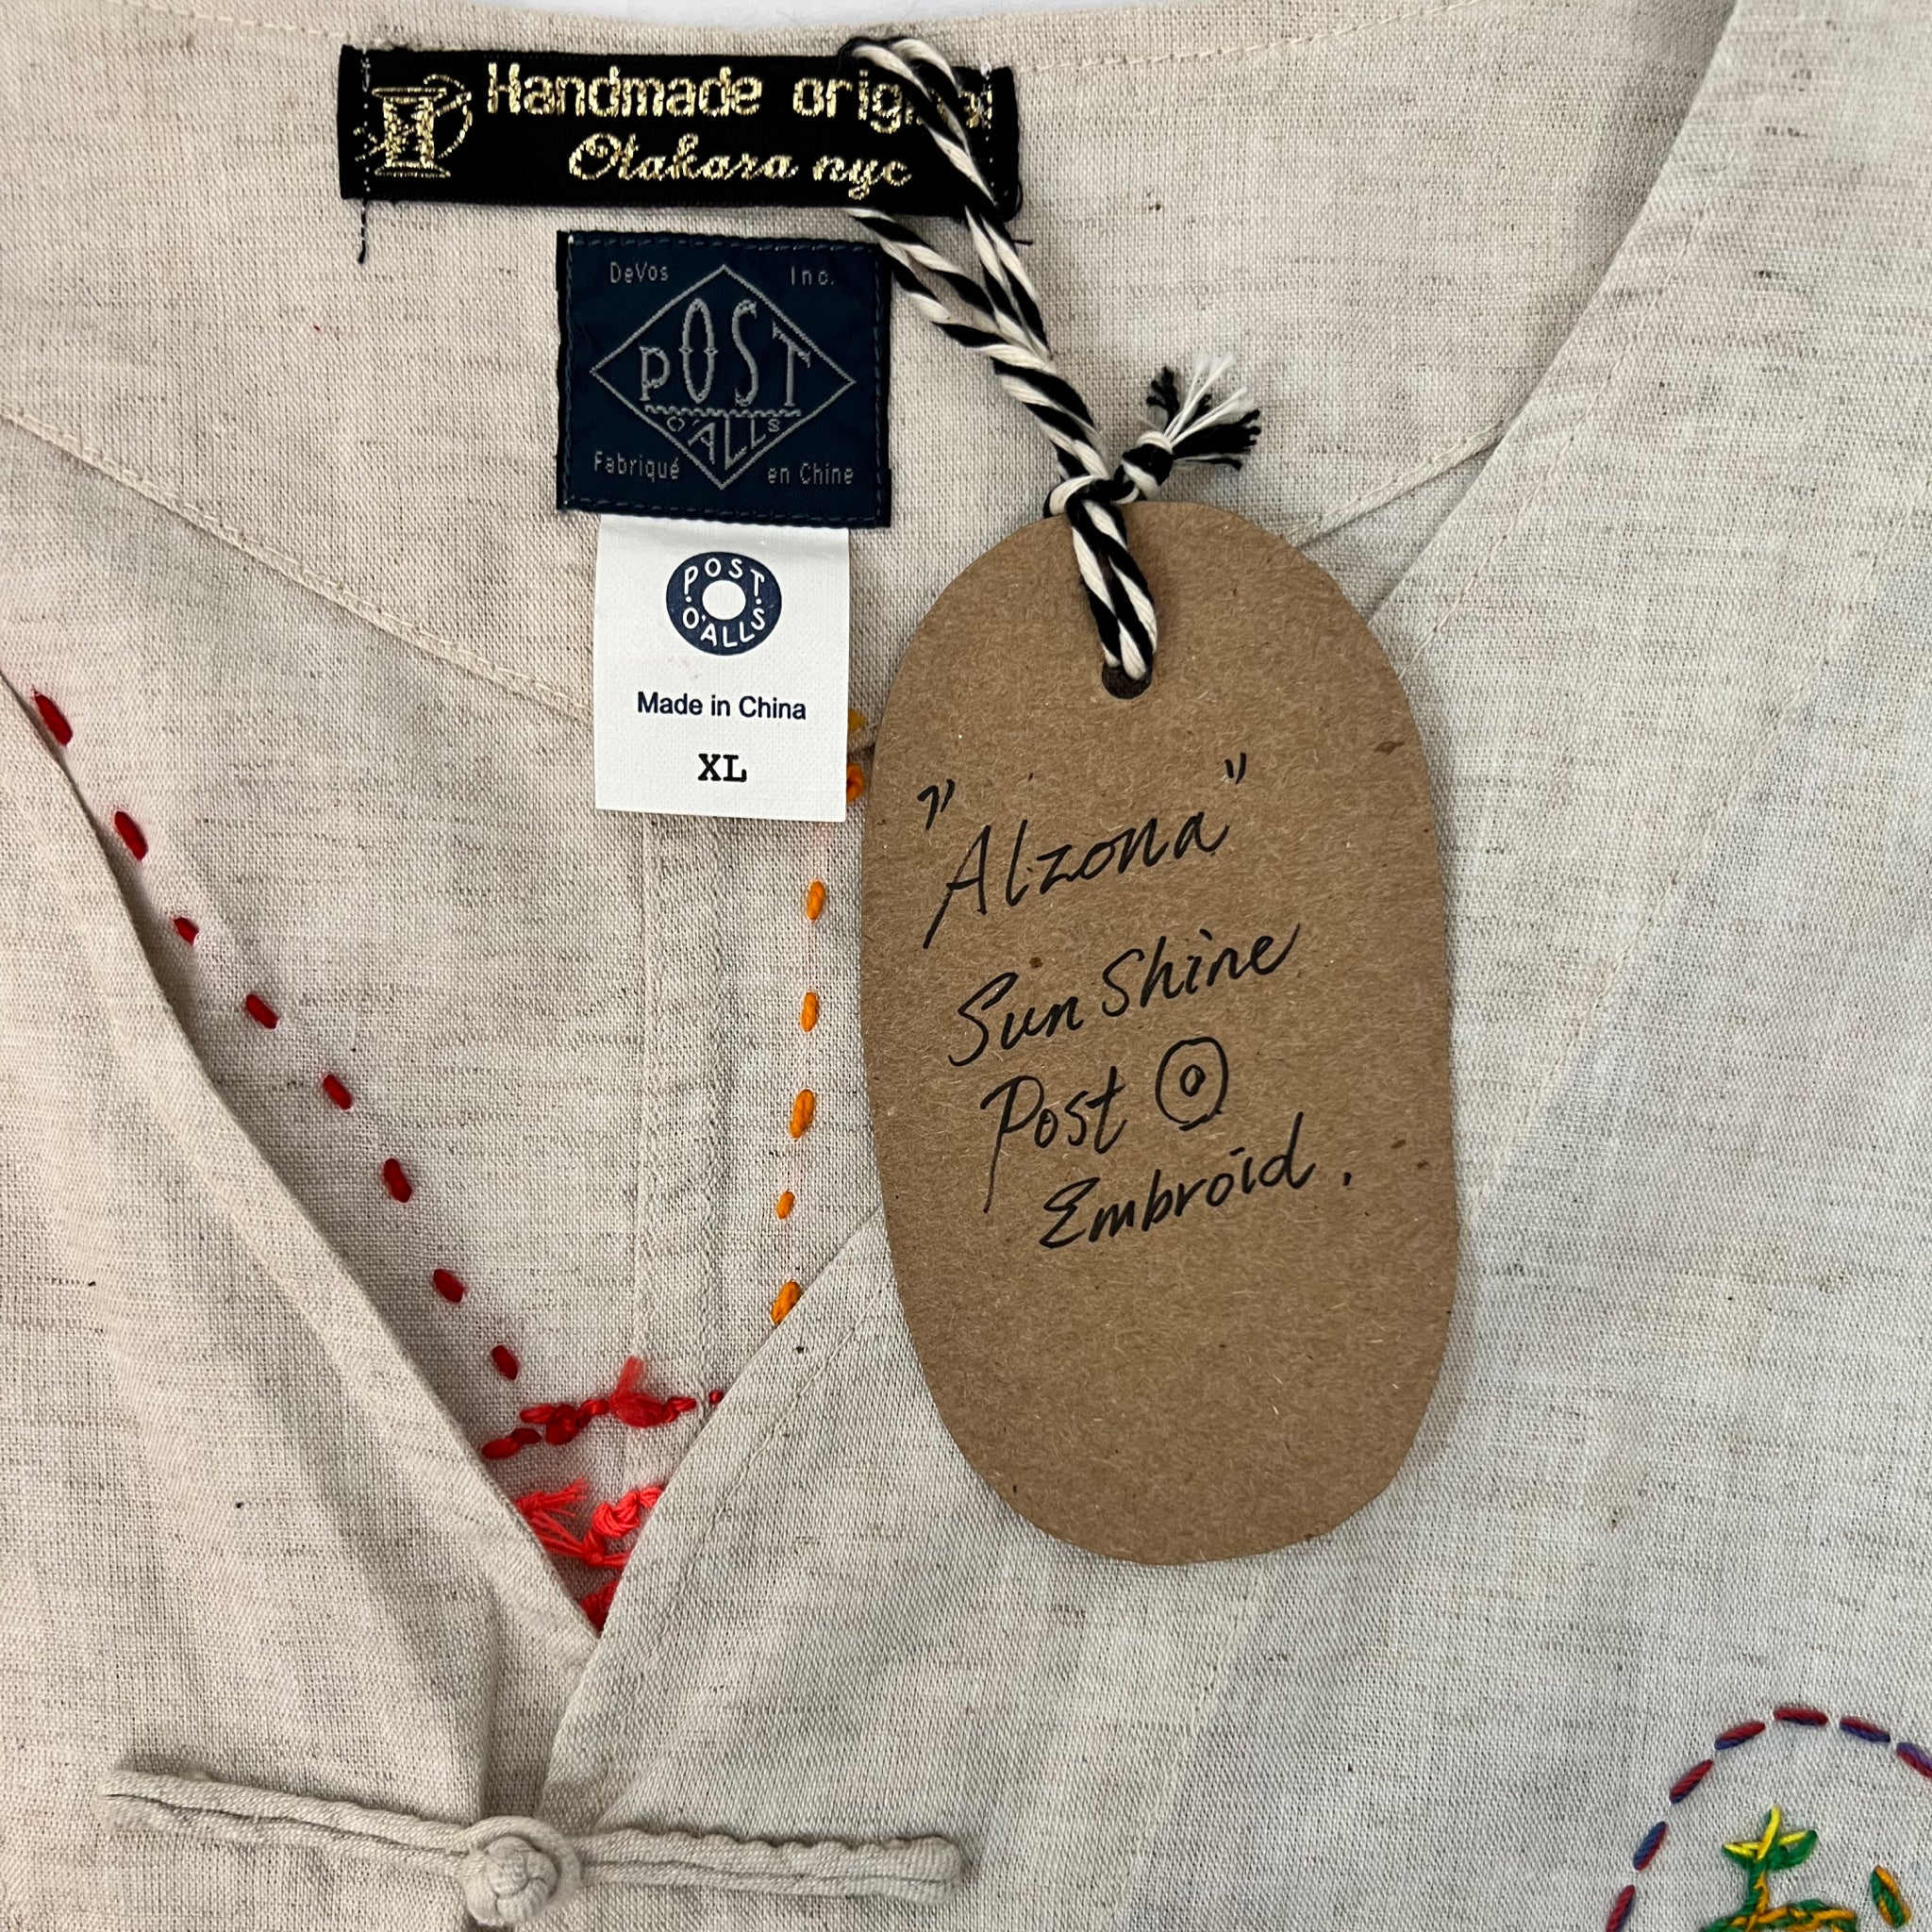 Handmade original
Otakara nyc
DeVos Inc.
POST
O'ALLS
Fabriqué en Chine
POST
O'ALLS
Made in China
XL
"Alzona"
Sun Shine
Post
Embroid.